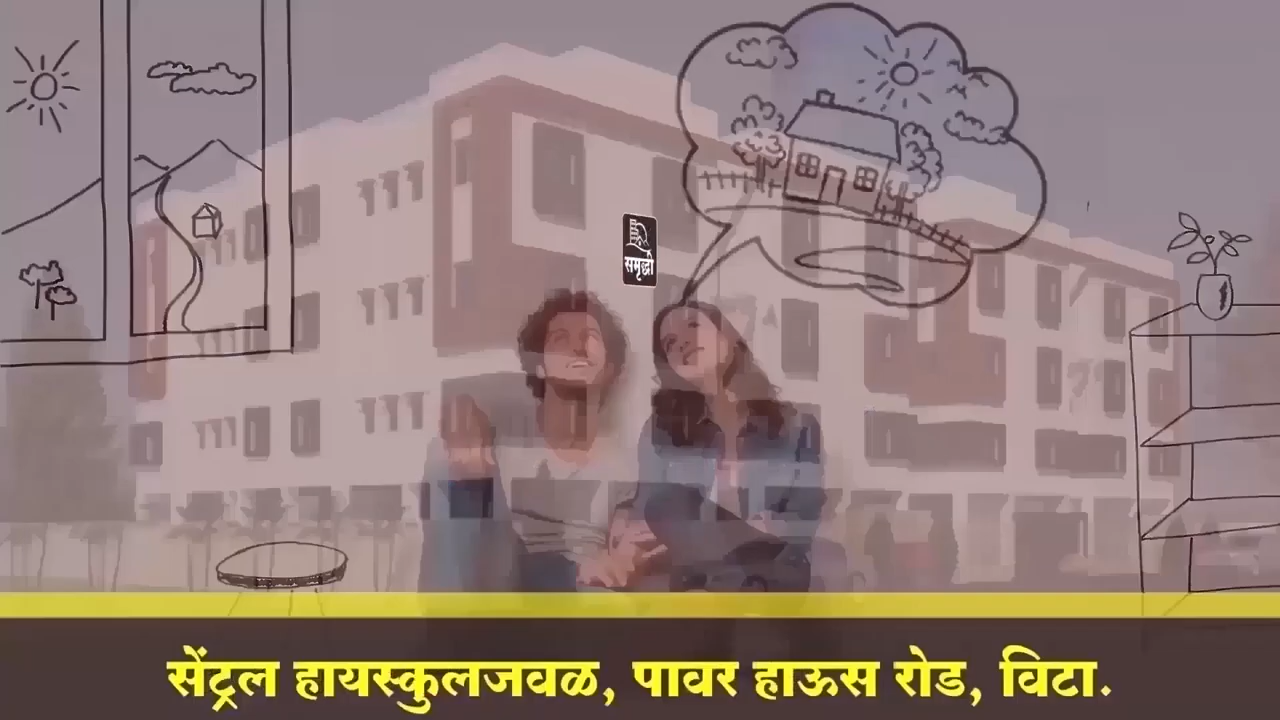 समृद्धी
सेंट्रल हायस्कुलजवळ, पावर हाऊस रोड, विटा.